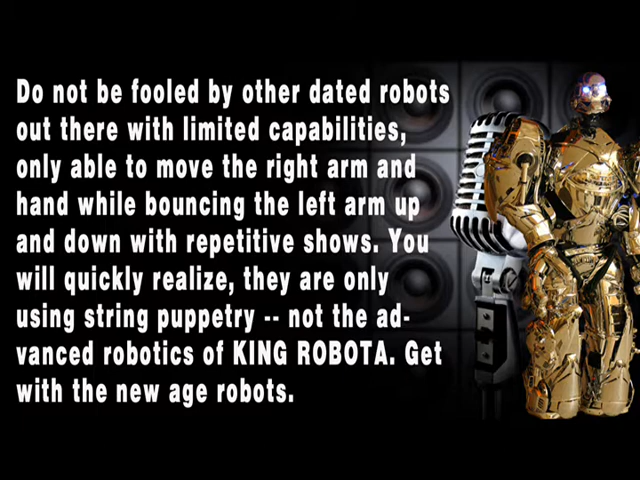 Do not be fooled by other dated robots
out there with limited capabilities,
only able to move the right arm and
hand while bouncing the left arm up
and down with repetitive shows. You
will quickly realize, they are only
using string puppetry -- not the ad-
vanced robotics of KING ROBOTA. Get
with the new age robots.